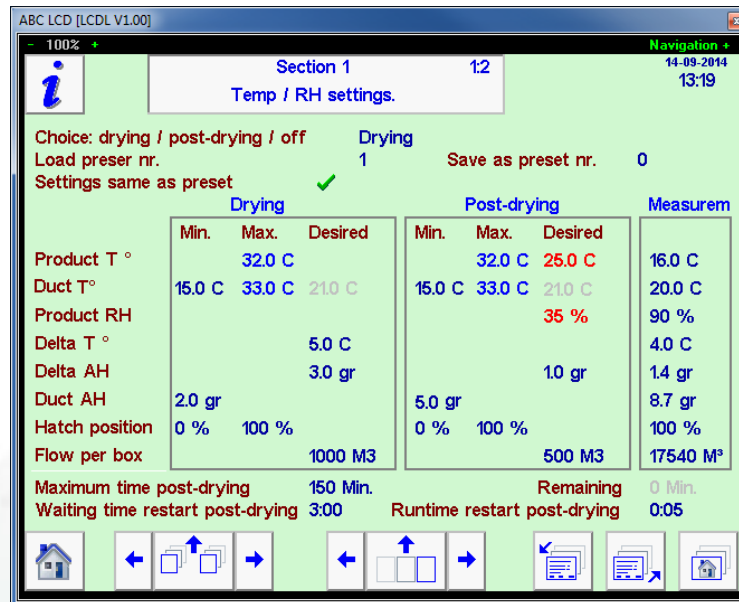 ABC LCD [LCDL V1.00]
- 100% + Navigation +
i Section 1 1:2 14-09-2014
Temp / RH settings. 13:19
Choice: drying / post-drying / off Drying
Load preser nr. 1 Save as preset nr. 0
Settings same as preset
Drying Post-drying Measurem
Min. Max. Desired Min. Max. Desired
Product T ° 32.0 C 32.0 C 25.0 C 16.0 C
Duct T° 15.0 C 33.0 C 21.0 C 15.0 C 33.0 C 21.0 C 20.0 C
Product RH 35 % 90 %
Delta T ° 5.0 C 4.0 C
Delta AH 3.0 gr 1.0 gr 1.4 gr
Duct AH 2.0 gr 5.0 gr 8.7 gr
Hatch position 0 % 100 % 0 % 100 % 100 %
Flow per box 1000 M3 500 M3 17540 M³
Maximum time post-drying 150 Min. Remaining 0 Min.
Waiting time restart post-drying 3:00 Runtime restart post-drying 0:05